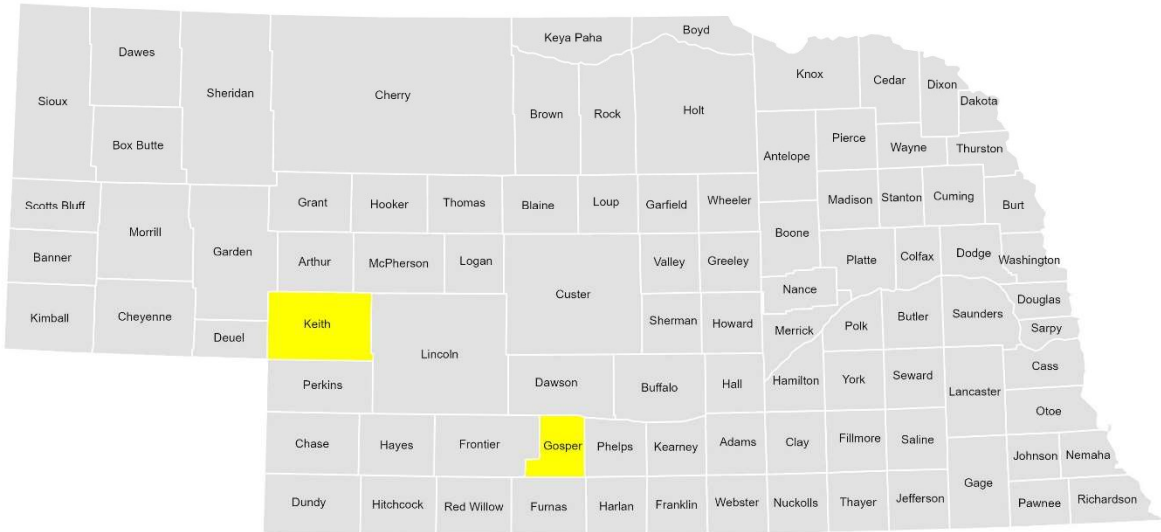 Keya Paha
Boyd
Dawes
Knox
Cedar
Dixon
Sioux
Sheridan
Cherry
Dakota
Brown
Rock
Holt
Box Butte
Pierce
Wayne
Thurston
Antelope
Scotts Bluff
Grant
Hooker
Thomas
Blaine
Loup
Garfield
Wheeler
Madison
Stanton
Cuming
Burt
Morrill
Garden
Boone
Banner
Arthur
McPherson
Logan
Valley
Greeley
Platte
Colfax
Dodge
Washington
Custer
Nance
Kimball
Cheyenne
Keith
Sherman
Howard
Merrick
Polk
Butler
Saunders
Douglas
Sarpy
Deuel
Lincoln
Perkins
Dawson
Buffalo
Hall
Hamilton
York
Seward
Lancaster
Cass
Otoe
Chase
Hayes
Frontier
Gosper
Phelps
Kearney
Adams
Clay
Fillmore
Saline
Johnson
Nemaha
Gage
Dundy
Hitchcock
Red Willow
Furnas
Harlan
Franklin
Webster
Nuckolls
Thayer
Jefferson
Pawnee
Richardson